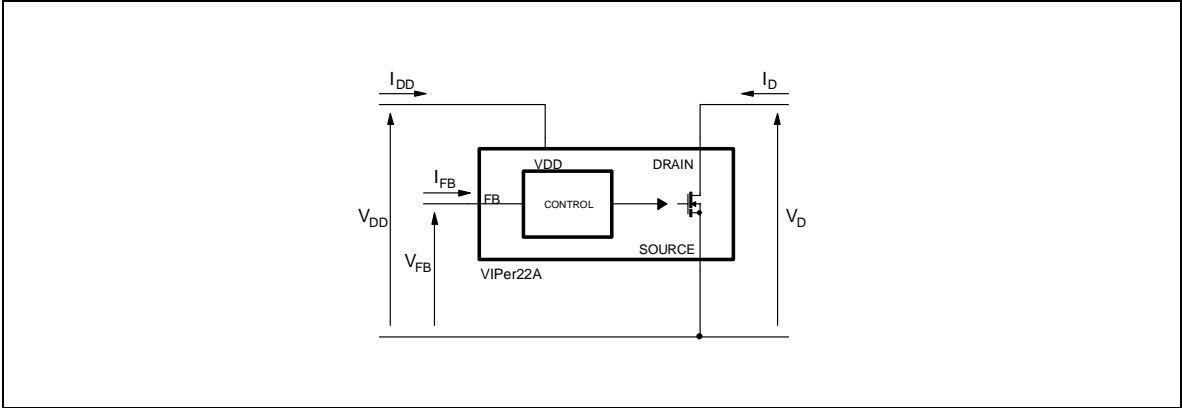 IDD
ID
VDD
DRAIN
IFB
FB
CONTROL
VDD
VD
SOURCE
VFB
VIPer22A